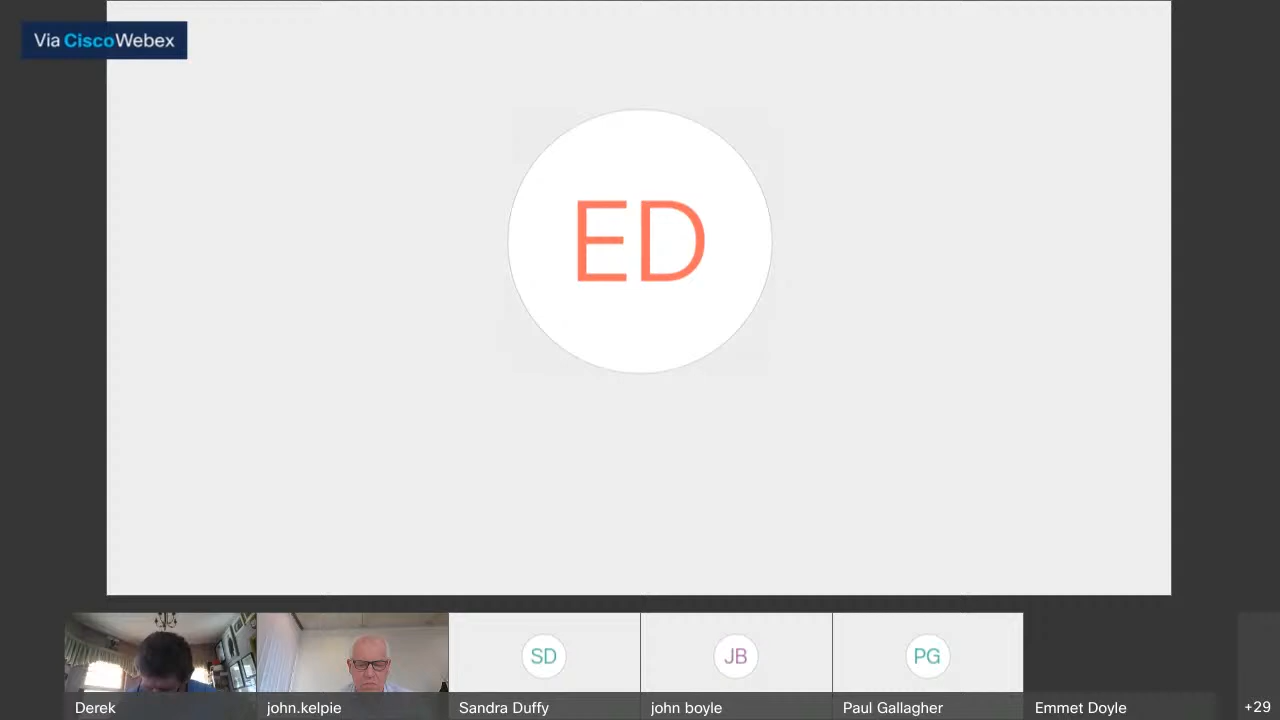 Via CiscoWebex
ED
SD
JB
PG
Derek
john.kelpie
Sandra Duffy
john boyle
Paul Gallagher
Emmet Doyle
+29